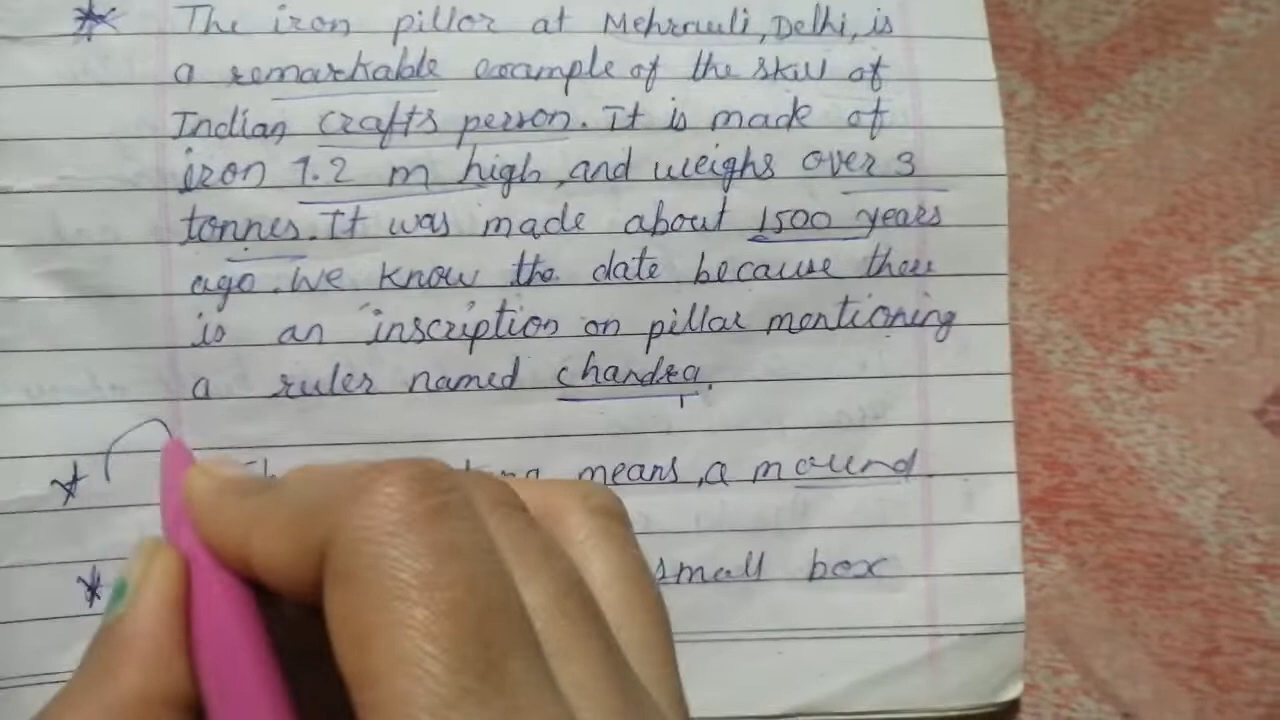 The iron pillor at Mehrauli, Delhi, is
a remarkable example of the skill of
Indian crafts person. It is made of
iron 7.2 m high, and weighs over 3
tonnes. It was made about 1500 years
ago. We know the date because there
is an inscription on pillar mentioning
a ruler named chandra.
means, a mound
small box